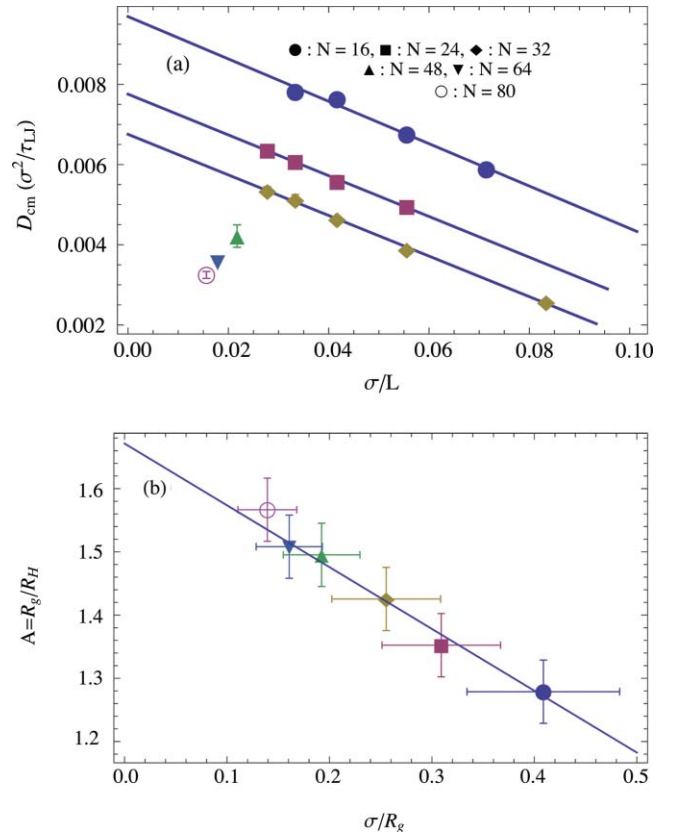 (a)
● : N = 16, ■ : N = 24, ◆ : N = 32
▲ : N = 48, ▼ : N = 64
○ : N = 80
D_cm (σ²/τ_LJ)
0.008
0.006
0.004
0.002
0.00 0.02 0.04 0.06 0.08 0.10
σ/L
(b)
A=R_g/R_H
1.6
1.5
1.4
1.3
1.2
0.0 0.1 0.2 0.3 0.4 0.5
σ/R_g